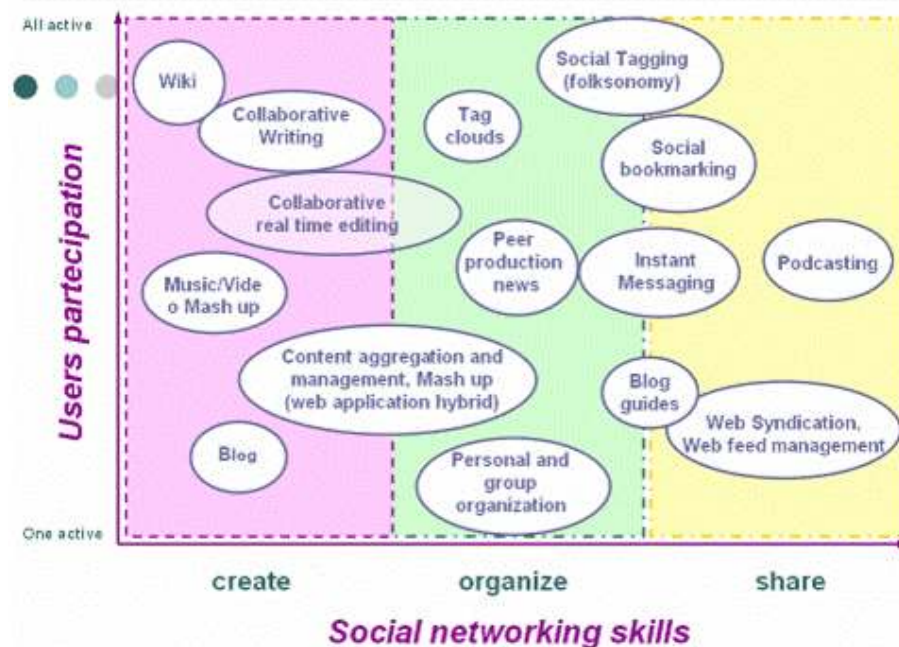 All active
Wiki
Collaborative
Writing
Collaborative
real time editing
Music/Vide
o Mash up
Content aggregation and
management, Mash up
(web application hybrid)
Blog
Tag
clouds
Social Tagging
(folksonomy)
Social
bookmarking
Peer
production
news
Instant
Messaging
Podcasting
Blog
guides
Web Syndication,
Web feed management
Personal and
group
organization
Users partecipation
One active
create
organize
share
Social networking skills